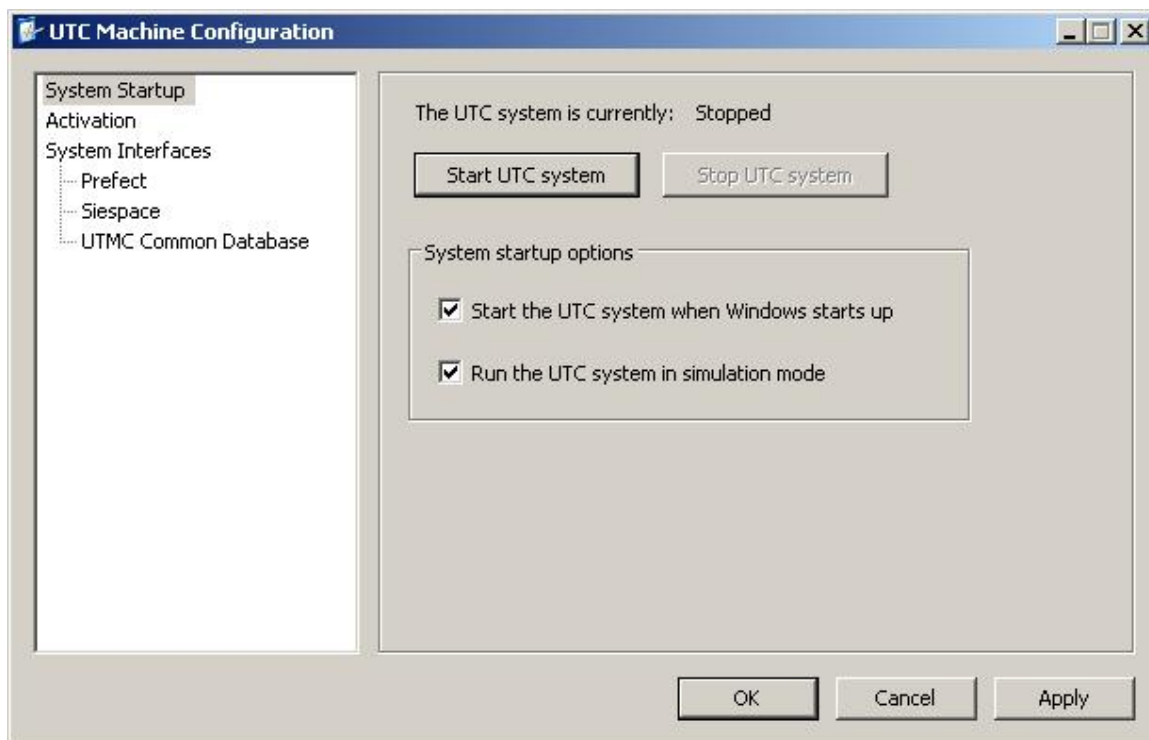 UTC Machine Configuration
System Startup
Activation
System Interfaces
Prefect
Siespace
UTMC Common Database
The UTC system is currently: Stopped
Start UTC system
Stop UTC system
System startup options
Start the UTC system when Windows starts up
Run the UTC system in simulation mode
OK
Cancel
Apply